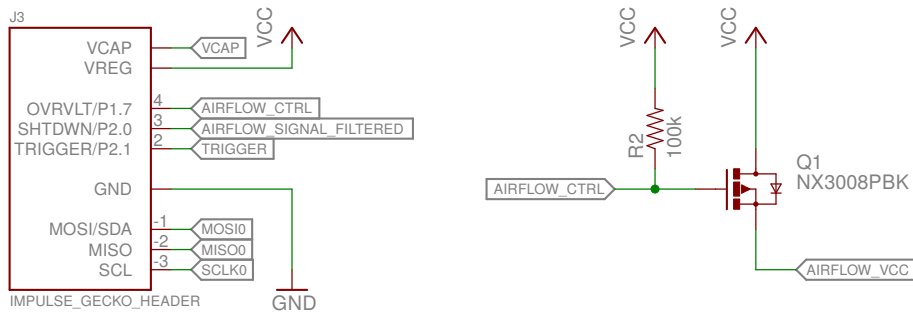 J3
VCAP
VCAP
VREG
VCC
OVRVLT/P1.7
4
AIRFLOW_CTRL
SHTDWN/P2.0
3
AIRFLOW_SIGNAL_FILTERED
TRIGGER/P2.1
2
TRIGGER
GND
MOSI/SDA
-1
MOSI0
MISO
-2
MISO0
SCL
-3
SCLK0
IMPULSE_GECKO_HEADER
GND
VCC
VCC
R2
100k
AIRFLOW_CTRL
Q1
NX3008PBK
AIRFLOW_VCC